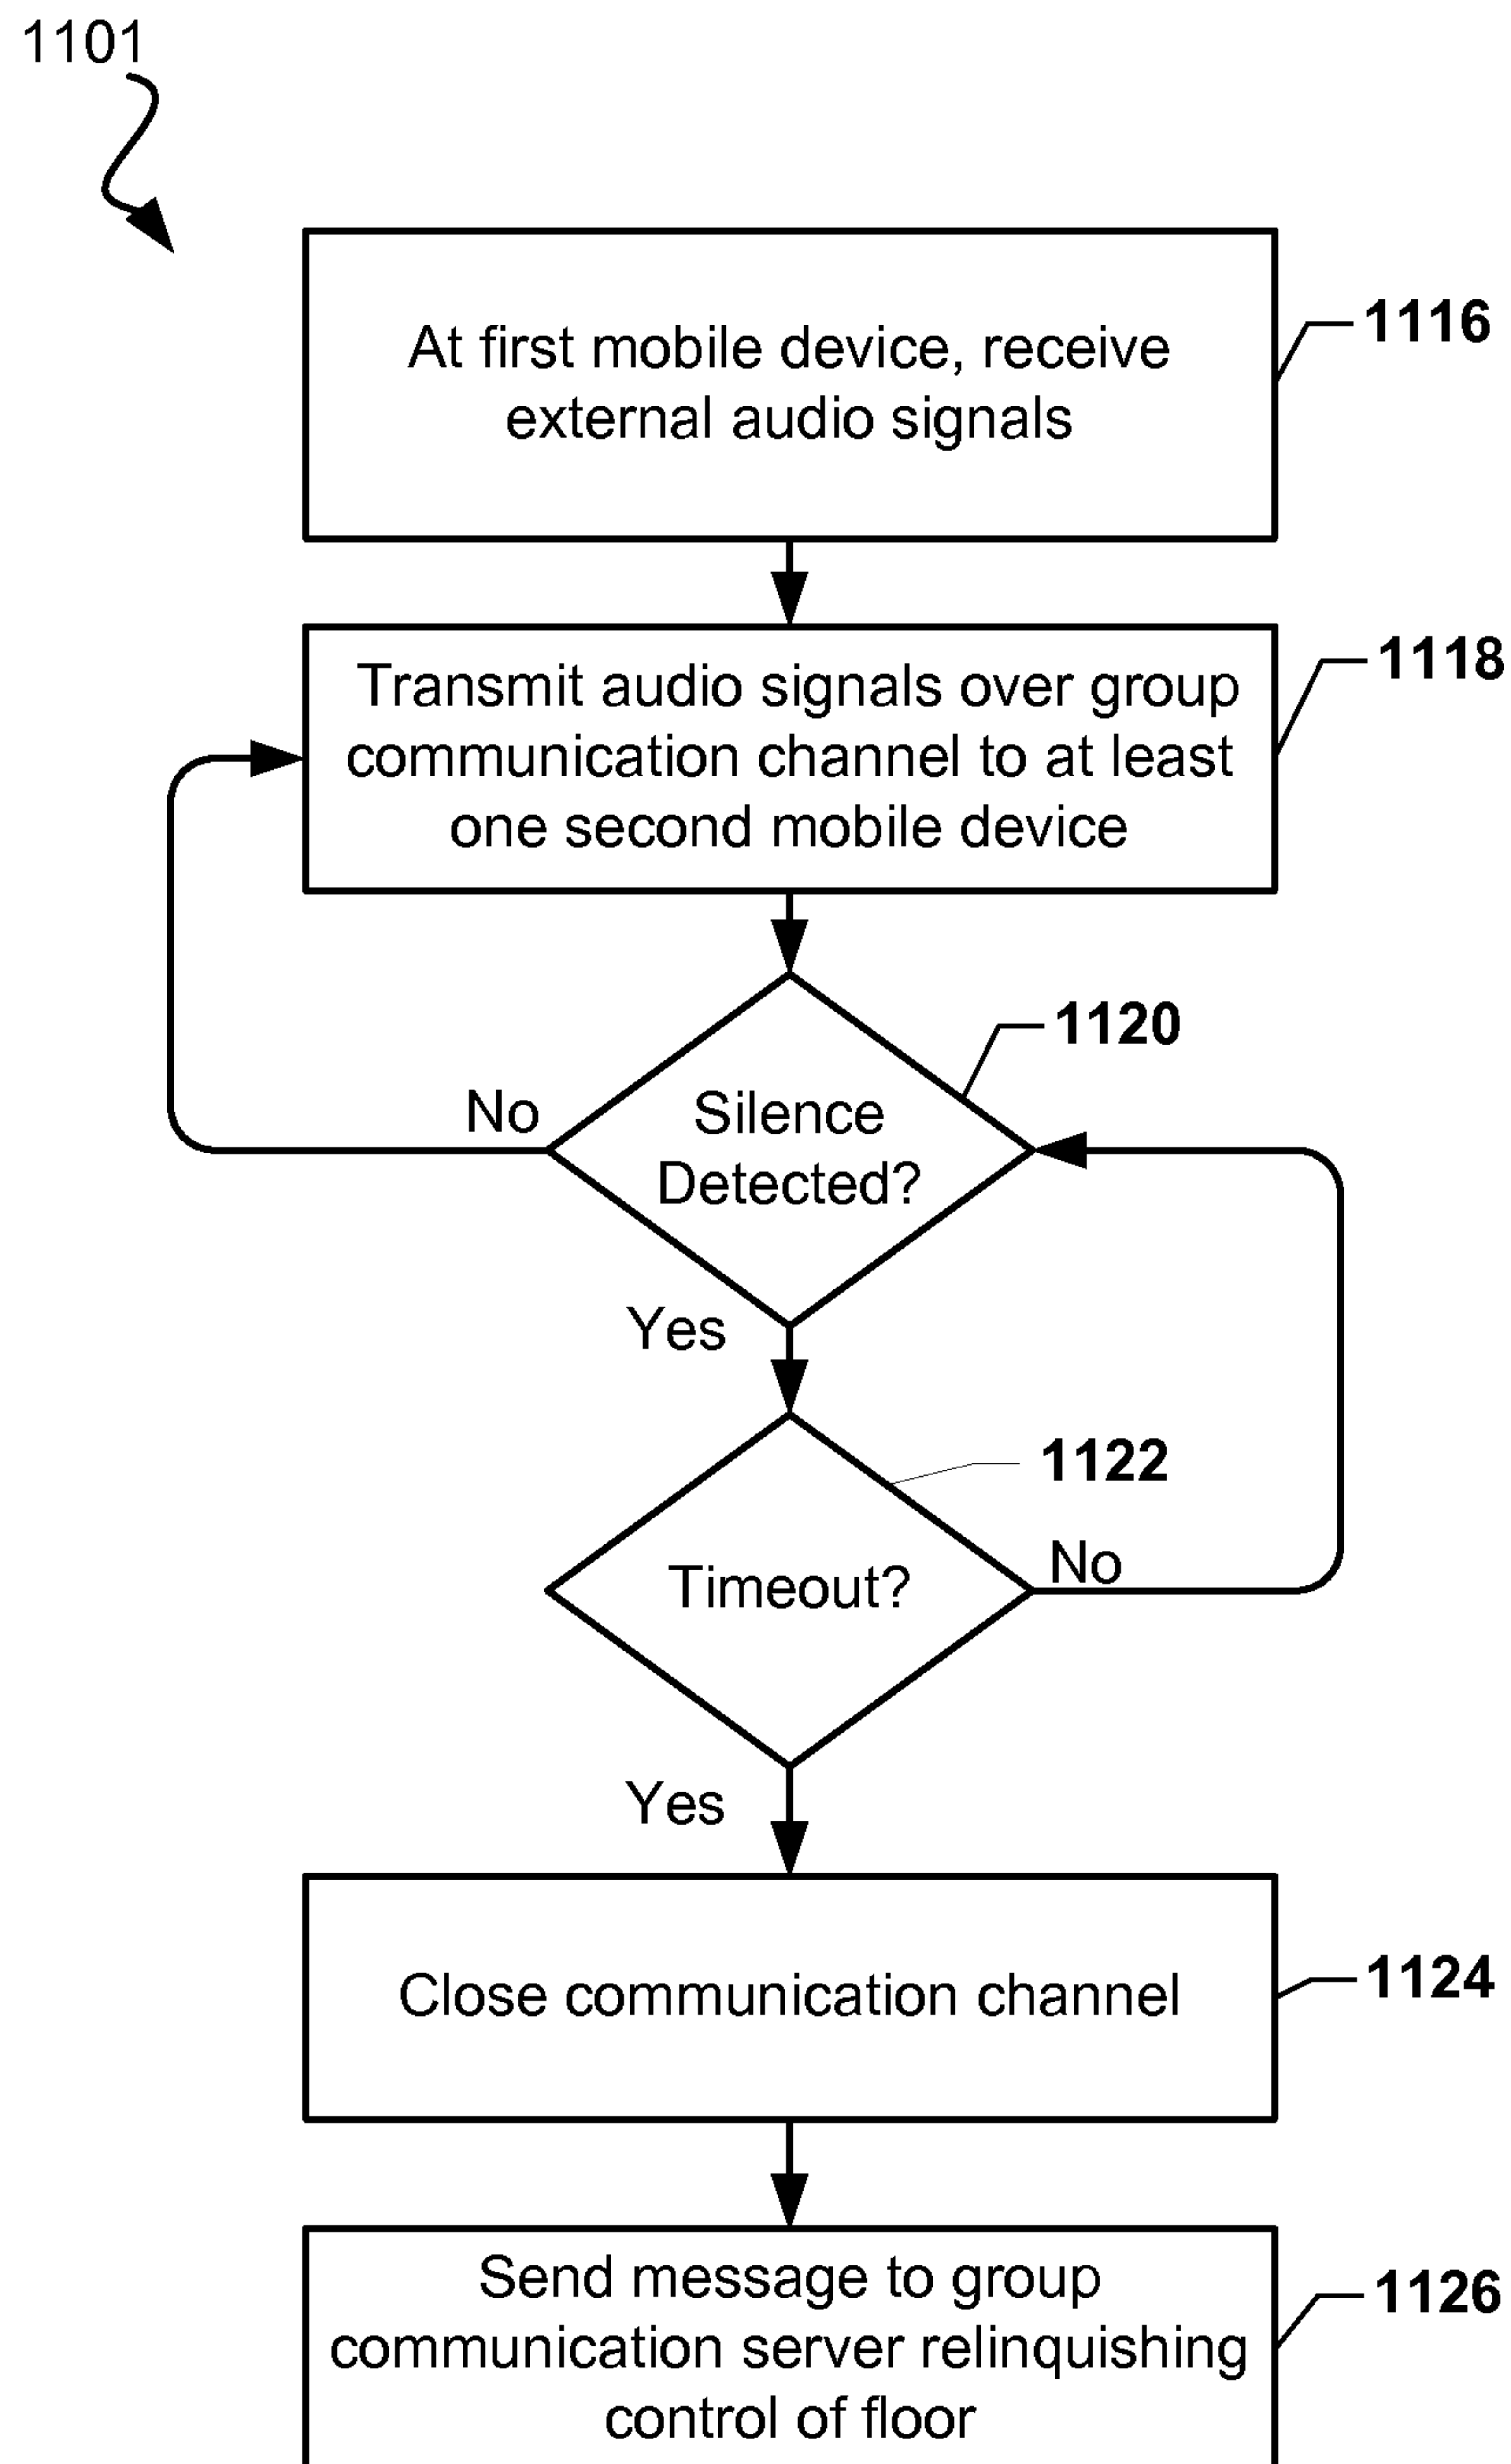 1101
At first mobile device, receive
external audio signals
1116
Transmit audio signals over group
communication channel to at least
one second mobile device
1118
Silence
Detected?
1120
No
Yes
Timeout?
1122
No
Yes
Close communication channel
1124
Send message to group
communication server relinquishing
control of floor
1126